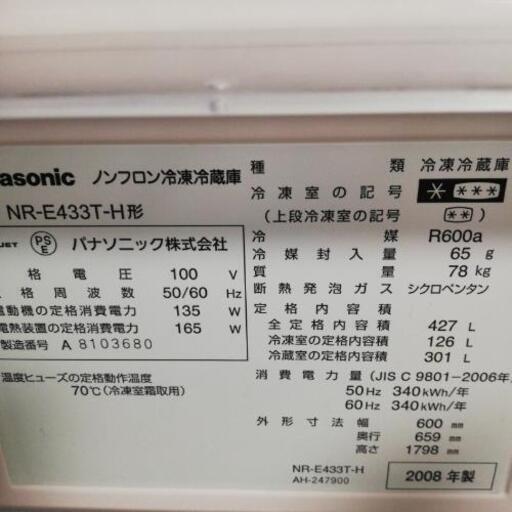 asonic ノンフロン冷凍冷蔵庫
NR-E433T-H形
JET PSE パナソニック株式会社
格電圧 100 V
格周波数 50/60 Hz
動機の定格消費電力 135 W
電熱装置の定格消費電力 165 W
製造番号 A 8103680
温度ヒューズの定格動作温度
70℃(冷凍室霜取用)
種類 冷凍冷蔵庫
冷凍室の記号 * ***
(上段冷凍室の記号 **)
冷媒 R600a
冷媒封入量 65 g
質量 78 kg
断熱発泡ガス シクロペンタン
定格内容積
全定格内容積 427 L
冷凍室の定格内容積 126 L
冷蔵室の定格内容積 301 L
消費電力量(JIS C 9801-2006年
50Hz 340kWh/年
60Hz 340kWh/年
外形寸法 幅 600 mm
奥行 659 mm
高さ 1798 mm
NR-E433T-H
AH-247900
2008年製